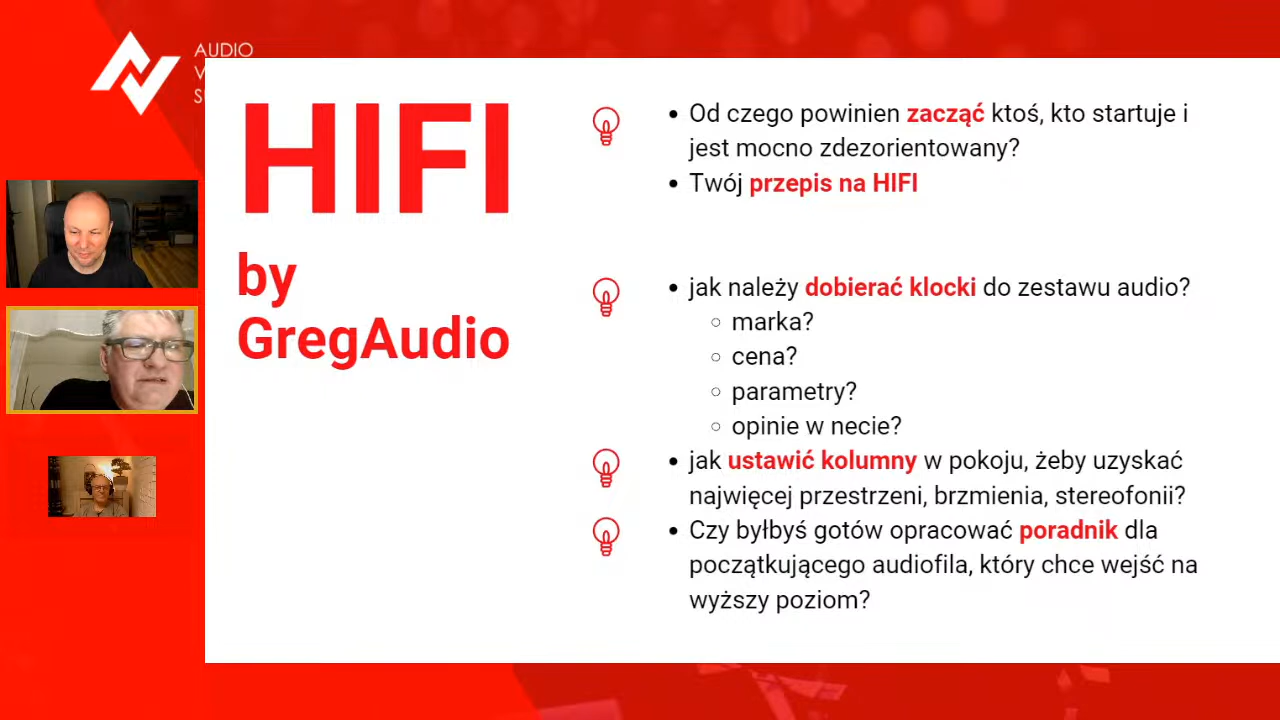 AUDIO
HIFI
by
GregAudio
Od czego powinien zacząć ktoś, kto startuje i
jest mocno zdezorientowany?
Twój przepis na HIFI
jak należy dobierać klocki do zestawu audio?
marka?
cena?
parametry?
opinie w necie?
jak ustawić kolumny w pokoju, żeby uzyskać
najwięcej przestrzeni, brzmienia, stereofonii?
Czy byłbyś gotów opracować poradnik dla
początkującego audiofila, który chce wejść na
wyższy poziom?